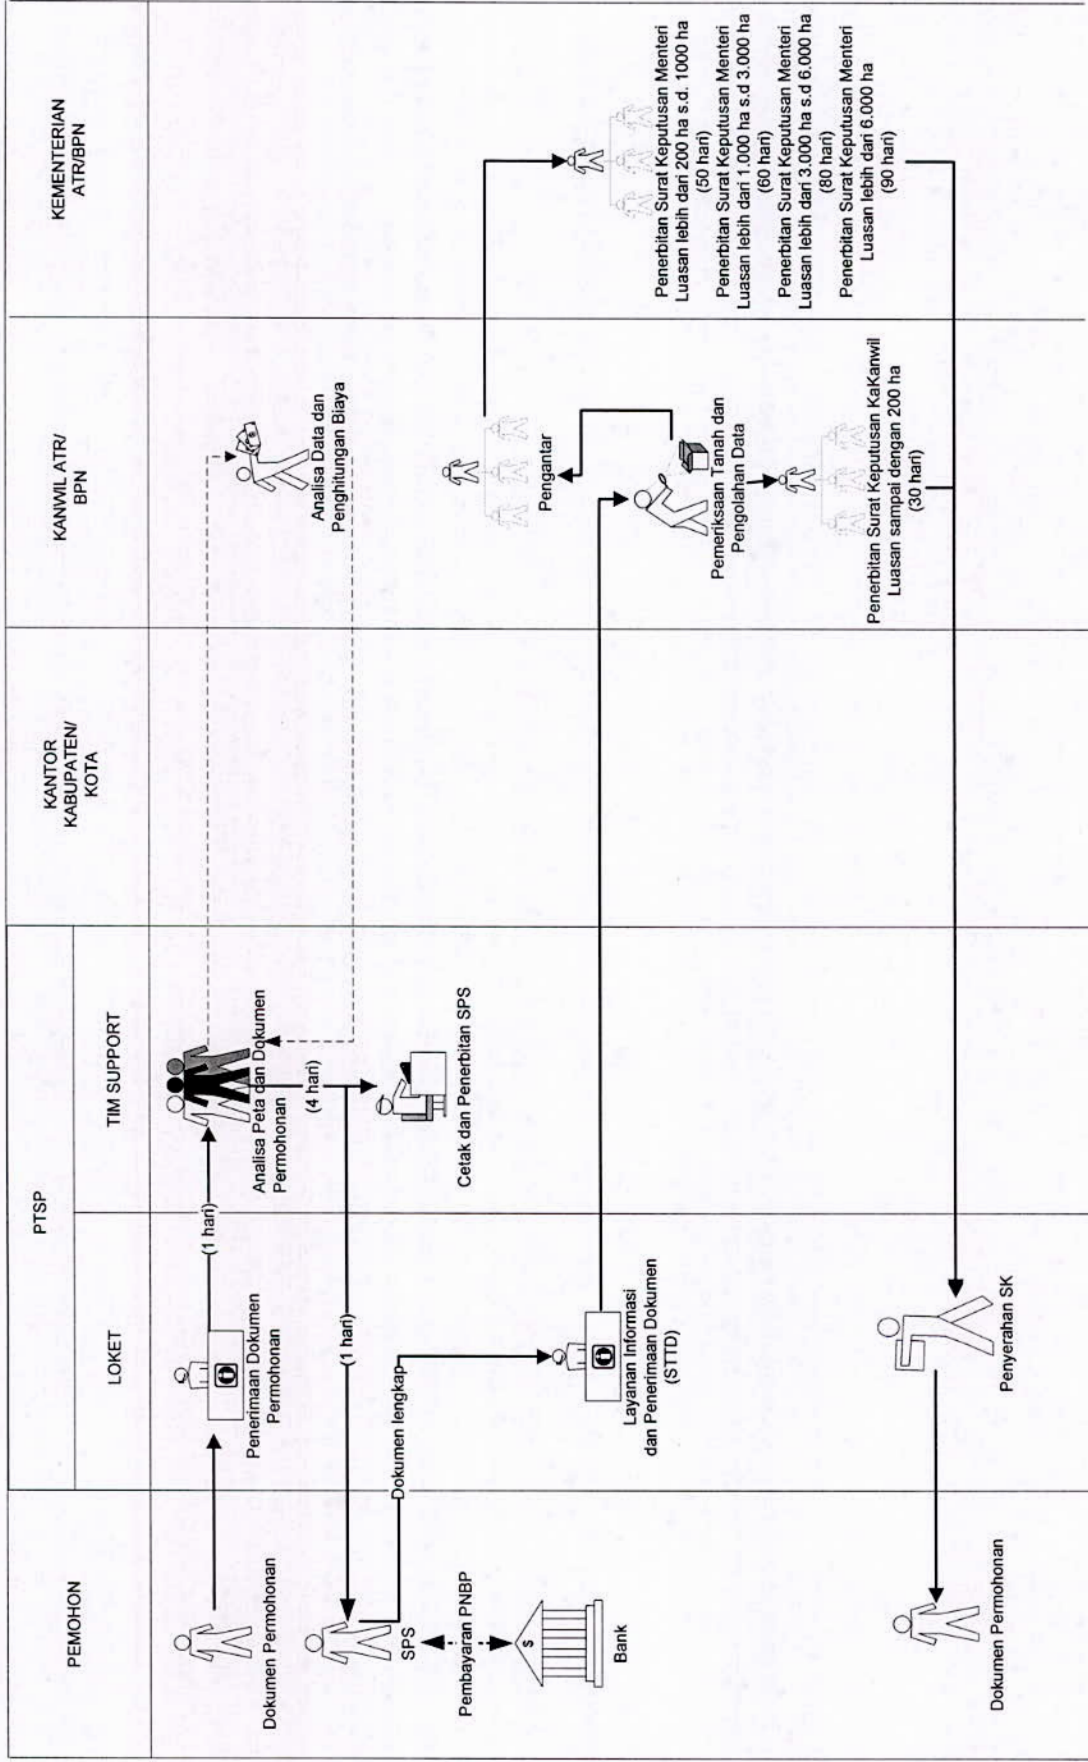 PEMOHON
PTSP
LOKET
TIM SUPPORT
KANTOR
KABUPATEN/
KOTA
KANWIL ATR/
BPN
KEMENTERIAN
ATR/BPN
Dokumen Permohonan
Penerimaan Dokumen
Permohonan
(1 hari)
Analisa Peta dan Dokumen
Permohonan
(4 hari)
Analisa Data dan
Penghitungan Biaya
(1 hari)
SPS
Cetak dan Penerbitan SPS
Pembayaran PNBP
$
Bank
Dokumen lengkap
Layanan Informasi
dan Penerimaan Dokumen
(STTD)
Pengantar
Pemeriksaan Tanah dan
Pengolahan Data
Penerbitan Surat Keputusan KaKanwil
Luasan sampai dengan 200 ha
(30 hari)
Penerbitan Surat Keputusan Menteri
Luasan lebih dari 200 ha s.d. 1000 ha
(50 hari)
Penerbitan Surat Keputusan Menteri
Luasan lebih dari 1.000 ha s.d 3.000 ha
(60 hari)
Penerbitan Surat Keputusan Menteri
Luasan lebih dari 3.000 ha s.d 6.000 ha
(80 hari)
Penerbitan Surat Keputusan Menteri
Luasan lebih dari 6.000 ha
(90 hari)
Penyerahan SK
Dokumen Permohonan